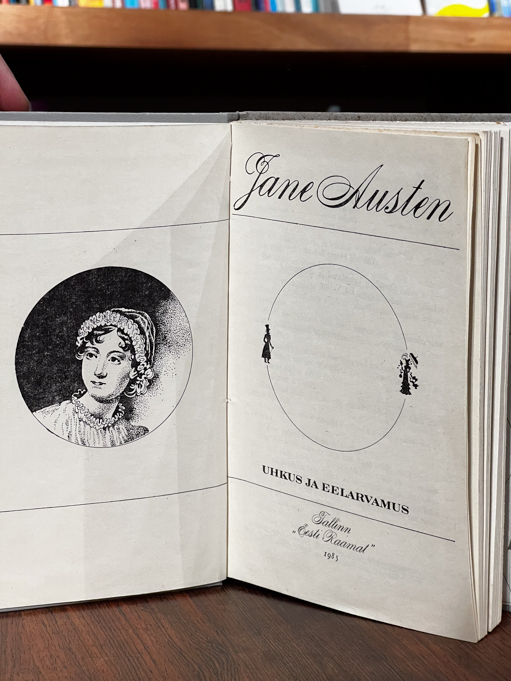 Jane Austen
UHKUS JA EELARVAMUS
Tallinn
„Eesti Raamat”
1985